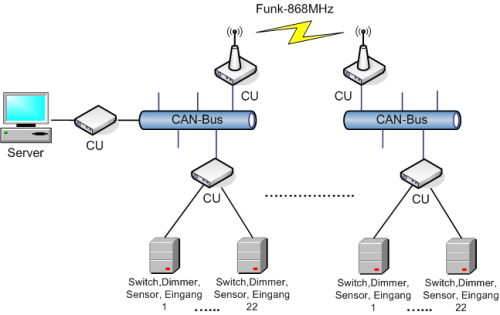 Funk-868MHz
CU
CU
CAN-Bus
CAN-Bus
Server
CU
CU
CU
Switch,Dimmer,
Sensor, Eingang
1
Switch,Dimmer,
Sensor, Eingang
22
Switch,Dimmer,
Sensor, Eingang
1
Switch,Dimmer,
Sensor, Eingang
22